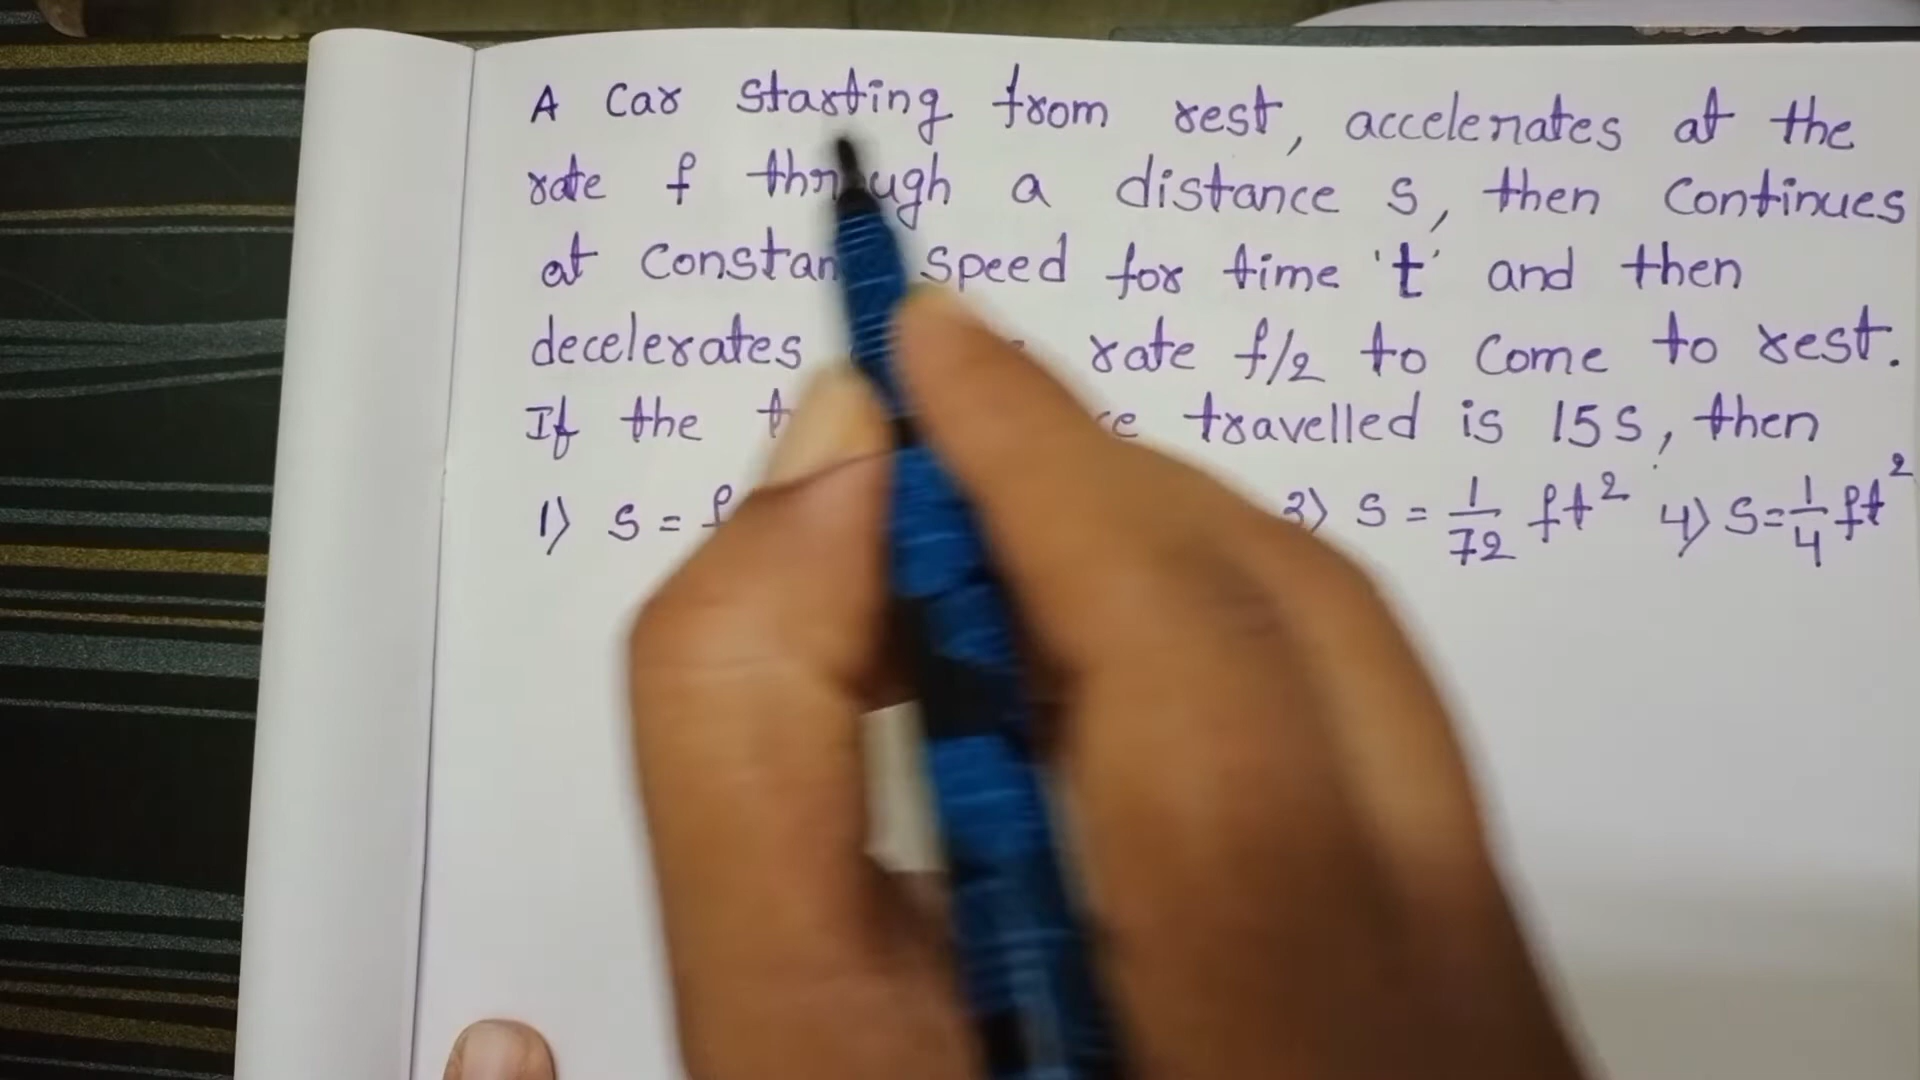 A Car starting from rest, accelerates at the
rate f through a distance s, then continues
at constant speed for time 't' and then
decelerates rate f/2 to come to rest.
If the travelled is 15s, then
1) s = 3) s = 1/72 ft² 4) s = 1/4 ft²